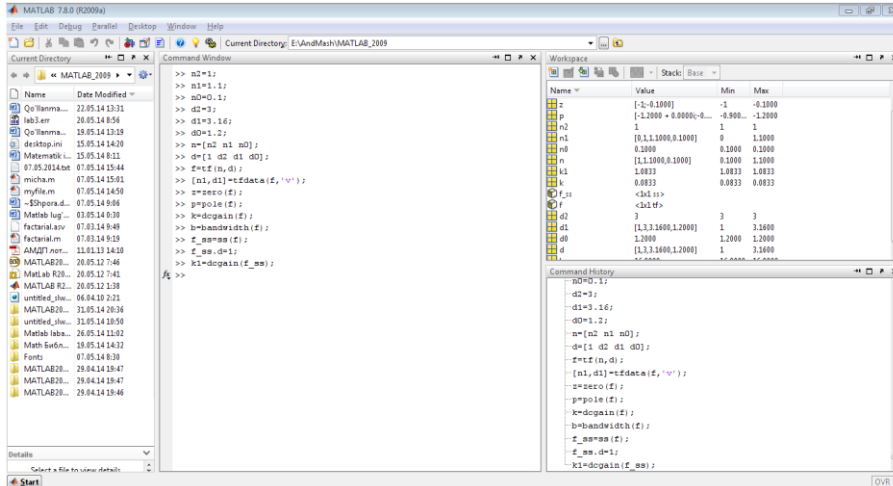 MATLAB 7.8.0 (R2009a)
File Edit Debug Parallel Desktop Window Help
Current Directory: E:\AndMash\MATLAB_2009
Current Directory
« MATLAB_2009
Name Date Modified
Qo'llanma.... 22.05.14 13:31
lab3.err 20.05.14 8:56
Qo'llanma... 19.05.14 13:19
desktop.ini 15.05.14 14:20
Matematik i... 15.05.14 8:11
07.05.2014.txt 07.05.14 15:44
micha.m 07.05.14 15:01
myfile.m 07.05.14 14:50
~$Shpora.d... 07.05.14 9:06
Matlab lug'... 03.05.14 0:30
factarial.asv 07.03.14 9:49
factarial.m 07.03.14 9:19
АМДП лот... 11.01.13 14:10
MATLAB20... 20.05.12 7:46
MatLab R20... 20.05.12 7:41
MATLAB R2... 20.05.12 1:38
untitled_slw... 06.04.10 2:21
MATLAB20... 31.05.14 20:36
untitled_slw... 31.05.14 10:50
Matlab laba... 26.05.14 11:02
Math Библ... 19.05.14 14:32
Fonts 07.05.14 8:30
MATLAB20... 29.04.14 19:47
MATLAB20... 29.04.14 19:47
MATLAB20... 29.04.14 19:46
Details
Select a file to view details
Start
Command Window
>> n2=1;
>> n1=1.1;
>> n0=0.1;
>> d2=3;
>> d1=3.16;
>> d0=1.2;
>> n=[n2 n1 n0];
>> d=[1 d2 d1 d0];
>> f=tf(n,d);
>> [n1,d1]=tfdata(f,'v');
>> z=zero(f);
>> p=pole(f);
>> k=dcgain(f);
>> b=bandwidth(f);
>> f_ss=ss(f);
>> f_ss.d=1;
>> k1=dcgain(f_ss);
fx >>
Workspace
Stack: Base
Name Value Min Max
z [-1;-0.1000] -1 -0.1000
p [-1.2000 + 0.0000i;-0.... -0.900... -1.2000
n2 1 1 1
n1 [0,1,1.1000,0.1000] 0 1.1000
n0 0.1000 0.1000 0.1000
n [1,1.1000,0.1000] 0.1000 1.1000
k1 1.0833 1.0833 1.0833
k 0.0833 0.0833 0.0833
f_ss <1x1 ss>
f <1x1 tf>
d2 3 3 3
d1 [1,3,3.1600,1.2000] 1 3.1600
d0 1.2000 1.2000 1.2000
d [1,3,3.1600,1.2000] 1 3.1600
Command History
n0=0.1;
d2=3;
d1=3.16;
d0=1.2;
n=[n2 n1 n0];
d=[1 d2 d1 d0];
f=tf(n,d);
[n1,d1]=tfdata(f,'v');
z=zero(f);
p=pole(f);
k=dcgain(f);
b=bandwidth(f);
f_ss=ss(f);
f_ss.d=1;
k1=dcgain(f_ss);
OVR